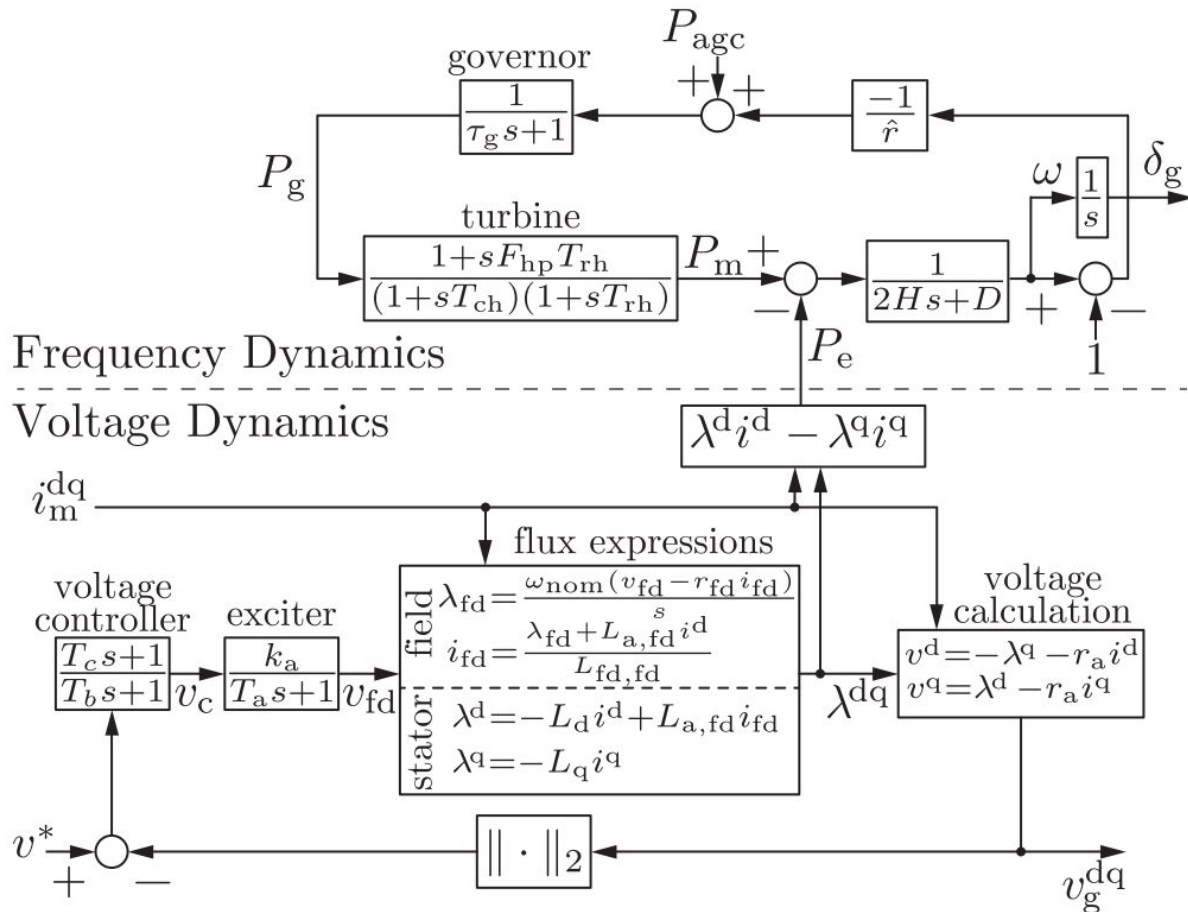 P_agc
governor
+ +
1/(τ_g s+1)
−1/r̂
P_g
ω
1/s
δ_g
turbine
(1+sF_hp T_rh)/((1+sT_ch)(1+sT_rh))
P_m +
−
1/(2Hs+D)
+ −
1
Frequency Dynamics
P_e
Voltage Dynamics
λ^d i^d − λ^q i^q
i_m^dq
flux expressions
voltage controller
exciter
field
λ_fd=ω_nom(v_fd−r_fd i_fd)/s
i_fd=(λ_fd+L_a,fd i^d)/L_fd,fd
voltage calculation
(T_c s+1)/(T_b s+1)
v_c
k_a/(T_a s+1)
v_fd
λ^dq
v^d=−λ^q−r_a i^d
v^q=λ^d−r_a i^q
stator
λ^d=−L_d i^d+L_a,fd i_fd
λ^q=−L_q i^q
v*
+ −
‖·‖_2
v_g^dq